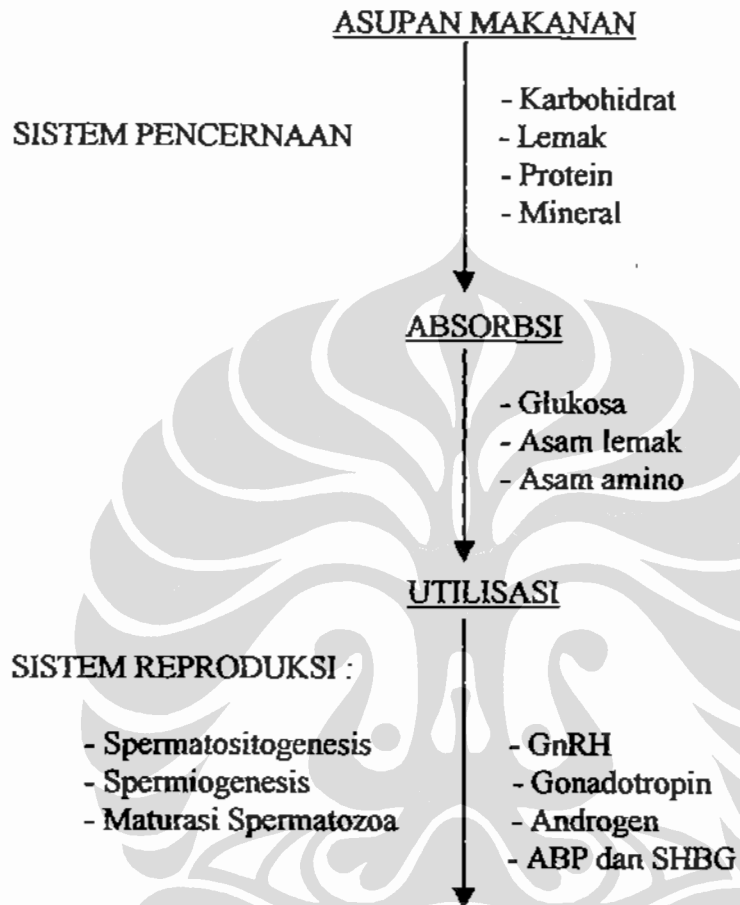 ASUPAN MAKANAN
SISTEM PENCERNAAN
- Karbohidrat
- Lemak
- Protein
- Mineral
ABSORBSI
- Glukosa
- Asam lemak
- Asam amino
UTILISASI
SISTEM REPRODUKSI :
- Spermatositogenesis
- Spermiogenesis
- Maturasi Spermatozoa
- GnRH
- Gonadotropin
- Androgen
- ABP dan SHBG